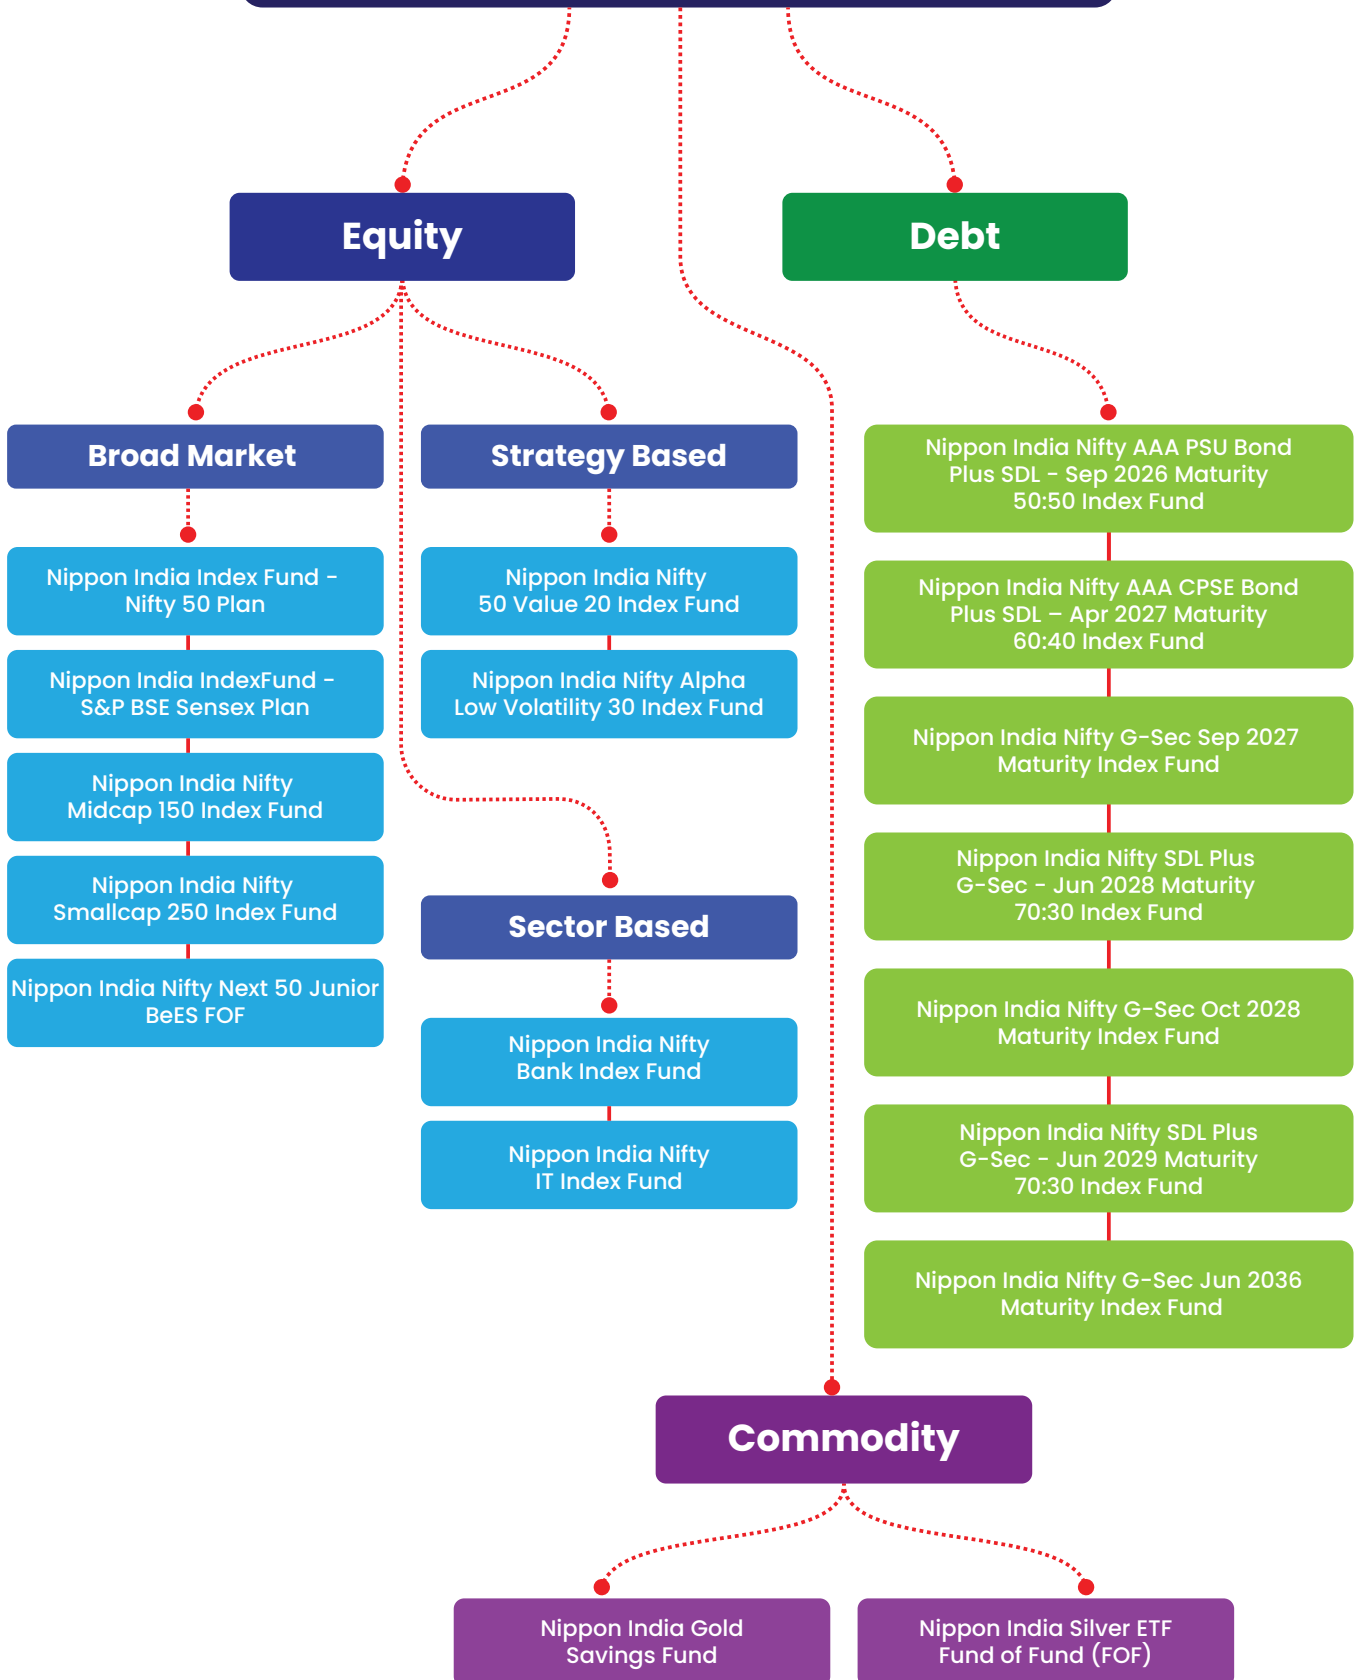 Equity
Debt
Broad Market
Nippon India Index Fund -
Nifty 50 Plan
Nippon India IndexFund -
S&P BSE Sensex Plan
Nippon India Nifty
Midcap 150 Index Fund
Nippon India Nifty
Smallcap 250 Index Fund
Nippon India Nifty Next 50 Junior
BeES FOF
Strategy Based
Nippon India Nifty
50 Value 20 Index Fund
Nippon India Nifty Alpha
Low Volatility 30 Index Fund
Sector Based
Nippon India Nifty
Bank Index Fund
Nippon India Nifty
IT Index Fund
Nippon India Nifty AAA PSU Bond
Plus SDL - Sep 2026 Maturity
50:50 Index Fund
Nippon India Nifty AAA CPSE Bond
Plus SDL – Apr 2027 Maturity
60:40 Index Fund
Nippon India Nifty G-Sec Sep 2027
Maturity Index Fund
Nippon India Nifty SDL Plus
G-Sec - Jun 2028 Maturity
70:30 Index Fund
Nippon India Nifty G-Sec Oct 2028
Maturity Index Fund
Nippon India Nifty SDL Plus
G-Sec - Jun 2029 Maturity
70:30 Index Fund
Nippon India Nifty G-Sec Jun 2036
Maturity Index Fund
Commodity
Nippon India Gold
Savings Fund
Nippon India Silver ETF
Fund of Fund (FOF)